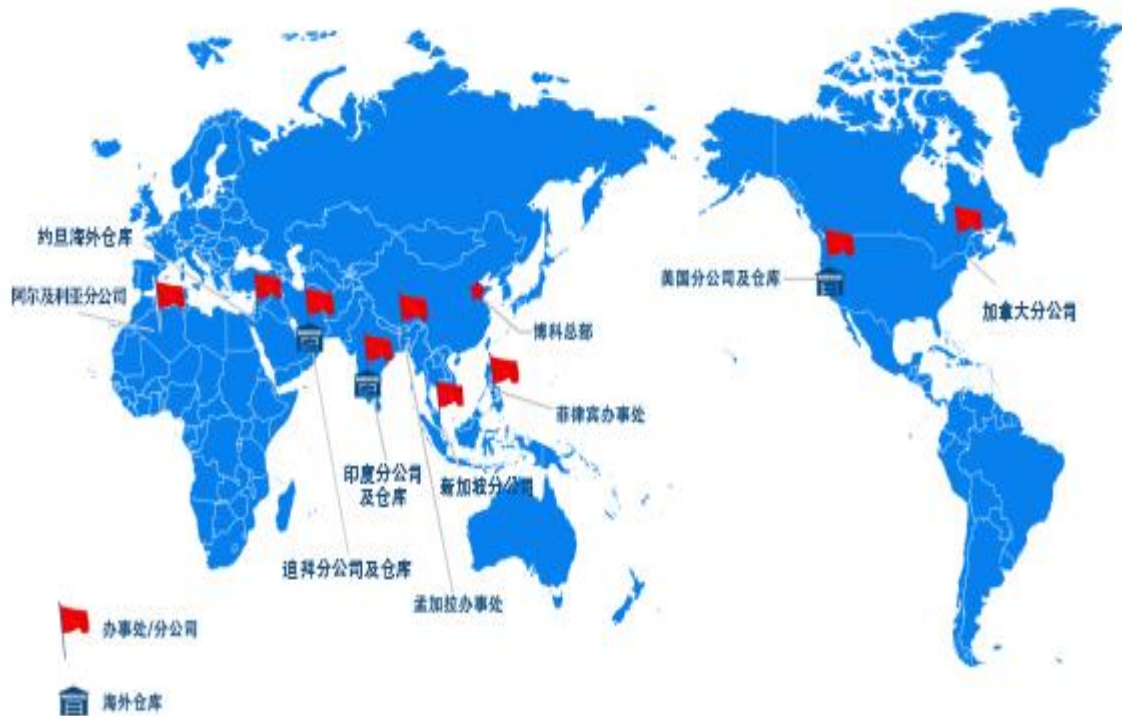 约旦海外仓库
阿尔及利亚分公司
美国分公司及仓库
加拿大分公司
博科总部
菲律宾办事处
印度分公司
及仓库
新加坡分公司
迪拜分公司及仓库
孟加拉办事处
办事处/分公司
海外仓库